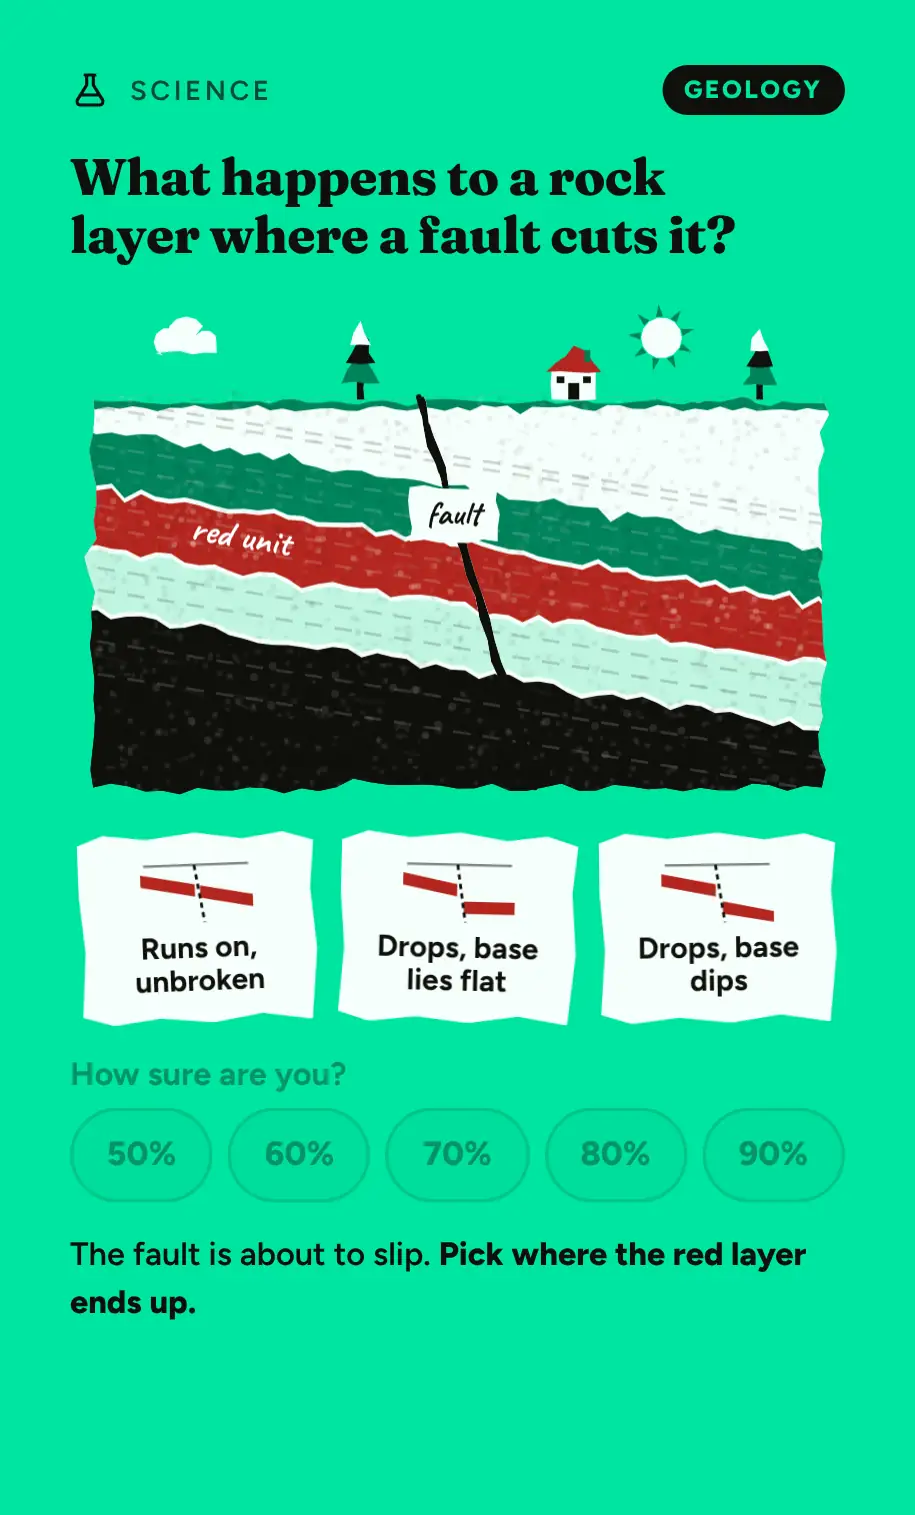 SCIENCE
GEOLOGY
What happens to a rock
layer where a fault cuts it?
fault
red unit
Runs on,
unbroken
Drops, base
lies flat
Drops, base
dips
How sure are you?
50%
60%
70%
80%
90%
The fault is about to slip. Pick where the red layer
ends up.